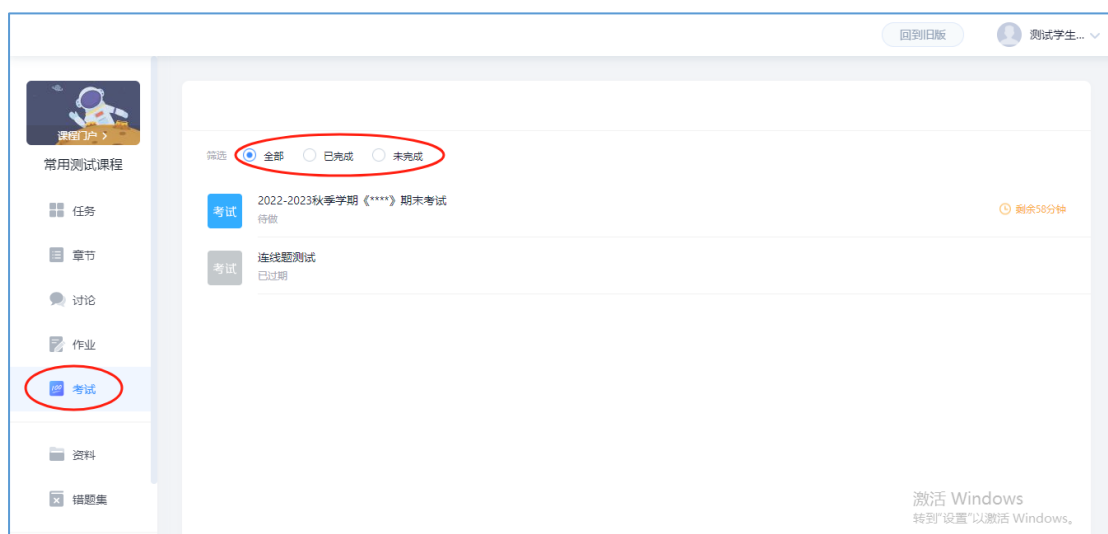 回到旧版
测试学生...
课程门户 >
常用测试课程
任务
章节
讨论
作业
考试
资料
错题集
筛选 全部 已完成 未完成
考试
2022-2023秋季学期《****》期末考试
待做
剩余58分钟
考试
连线题测试
已过期
激活 Windows
转到"设置"以激活 Windows。